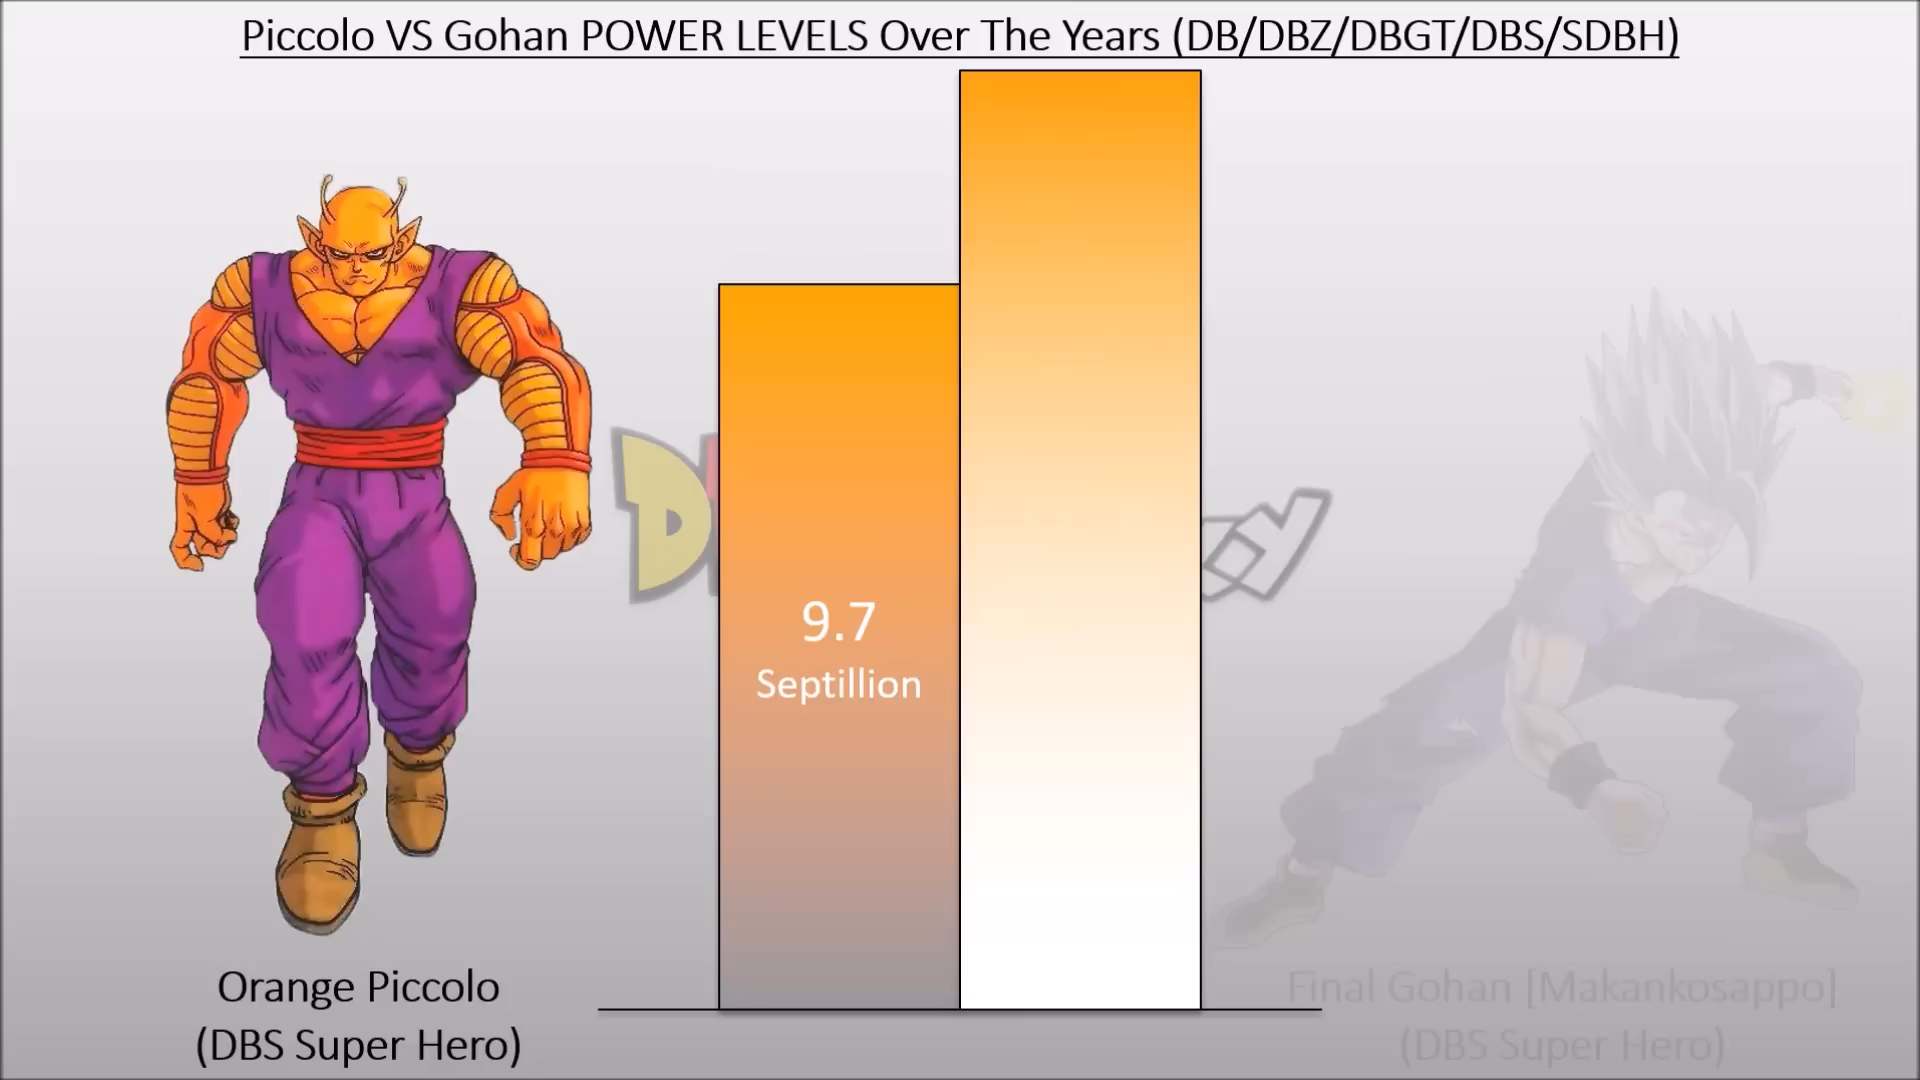 Piccolo VS Gohan POWER LEVELS Over The Years (DB/DBZ/DBGT/DBS/SDBH)
9.7
Septillion
Orange Piccolo
(DBS Super Hero)
Final Gohan [Makankosappo]
(DBS Super Hero)